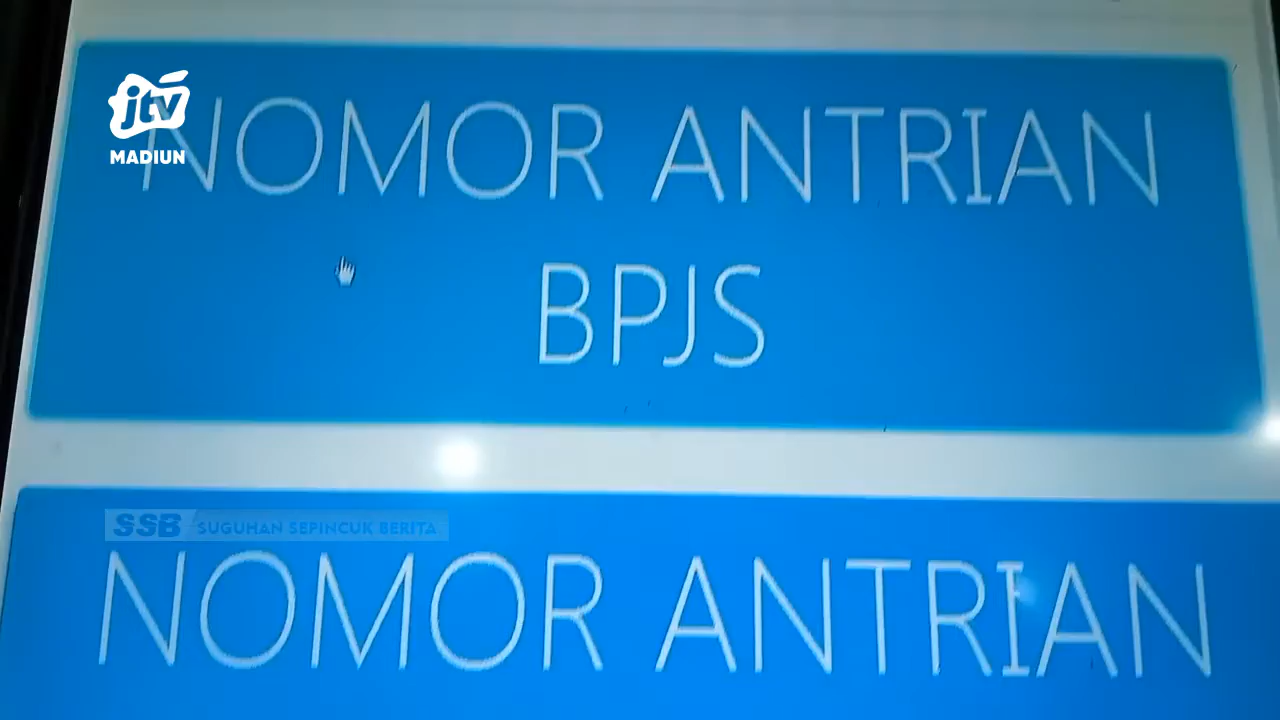 jtv
MADIUN
NOMOR ANTRIAN
BPJS
SSB SUGUHAN SEPINCUK BERITA
NOMOR ANTRIAN